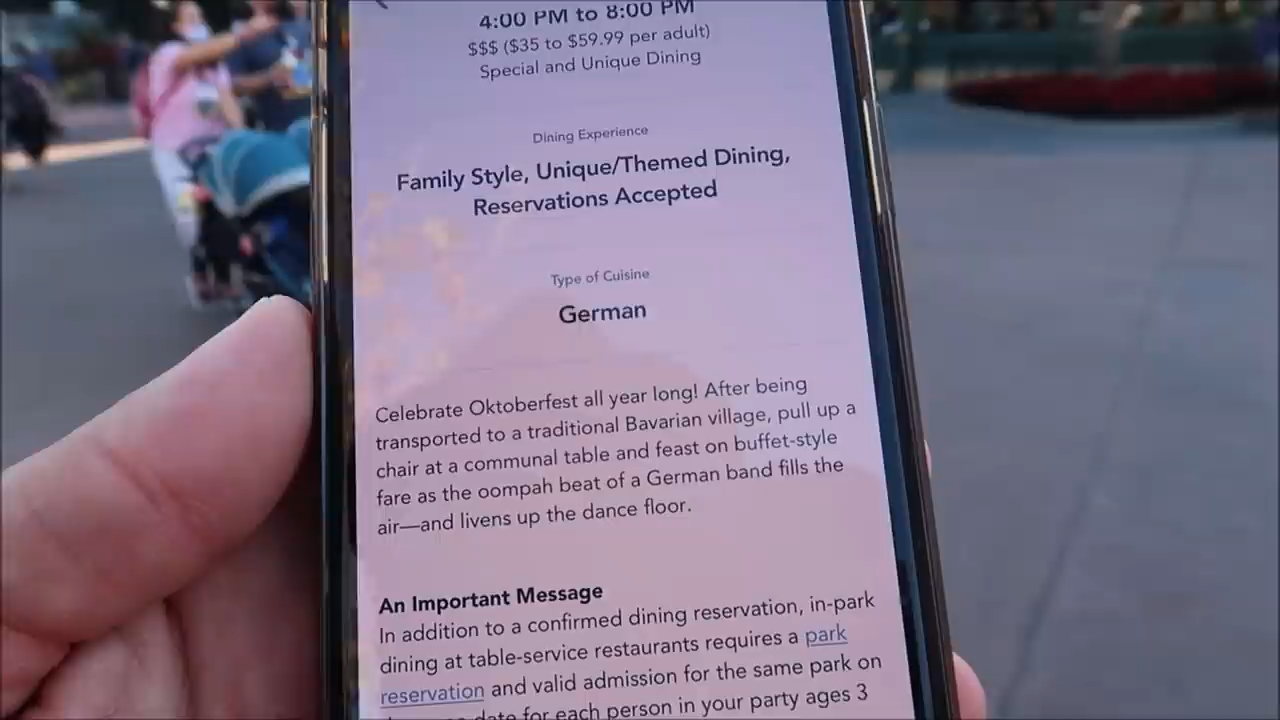 4:00 PM to 8:00 PM
$$$ ($35 to $59.99 per adult)
Special and Unique Dining
Dining Experience
Family Style, Unique/Themed Dining,
Reservations Accepted
Type of Cuisine
German
Celebrate Oktoberfest all year long! After being
transported to a traditional Bavarian village, pull up a
chair at a communal table and feast on buffet-style
fare as the oompah beat of a German band fills the
air—and livens up the dance floor.
An Important Message
In addition to a confirmed dining reservation, in-park
dining at table-service restaurants requires a park
reservation and valid admission for the same park on
date for each person in your party ages 3